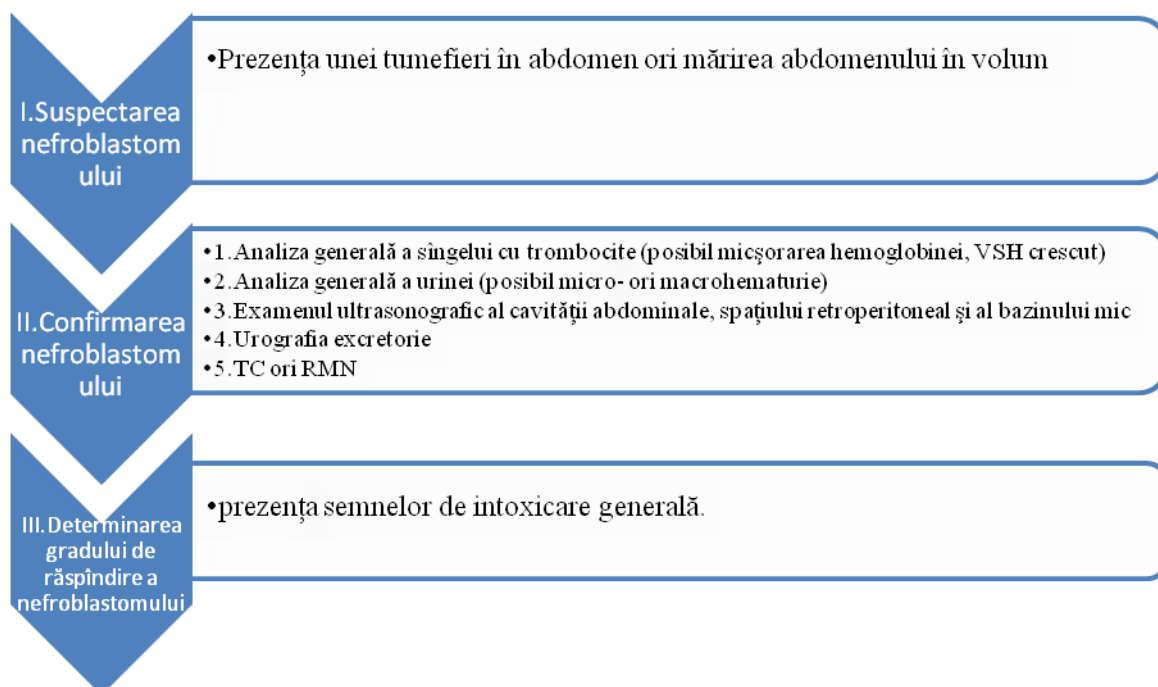 I.Suspectarea
nefroblastom
ului
•Prezența unei tumefieri în abdomen ori mărirea abdomenului în volum
II.Confirmarea
nefroblastom
ului
•1.Analiza generală a sîngelui cu trombocite (posibil micşorarea hemoglobinei, VSH crescut)
•2.Analiza generală a urinei (posibil micro- ori macrohematurie)
•3.Examenul ultrasonografic al cavității abdominale, spațiului retroperitoneal şi al bazinului mic
•4.Urografia excretorie
•5.TC ori RMN
III.Determinarea
gradului de
răspîndire a
nefroblastomului
•prezența semnelor de intoxicare generală.